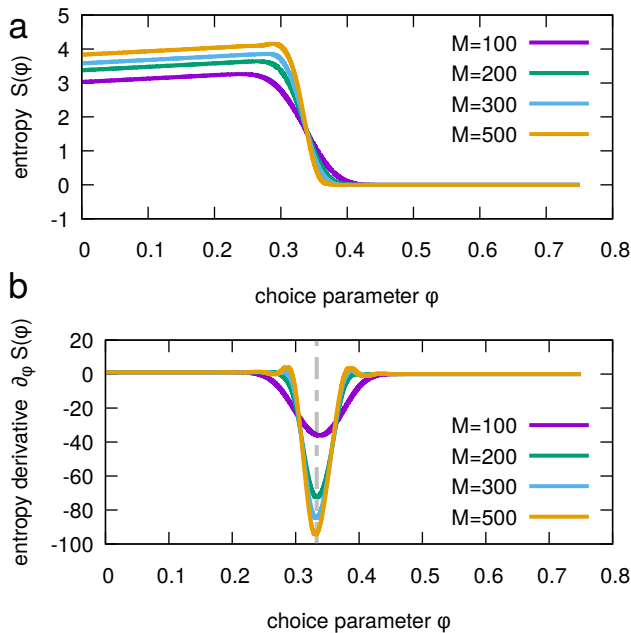 a
5
4
3
2
1
0
-1
entropy S(φ)
M=100
M=200
M=300
M=500
0 0.1 0.2 0.3 0.4 0.5 0.6 0.7 0.8
choice parameter φ
b
20
0
-20
-40
-60
-80
-100
entropy derivative ∂φ S(φ)
M=100
M=200
M=300
M=500
0 0.1 0.2 0.3 0.4 0.5 0.6 0.7 0.8
choice parameter φ